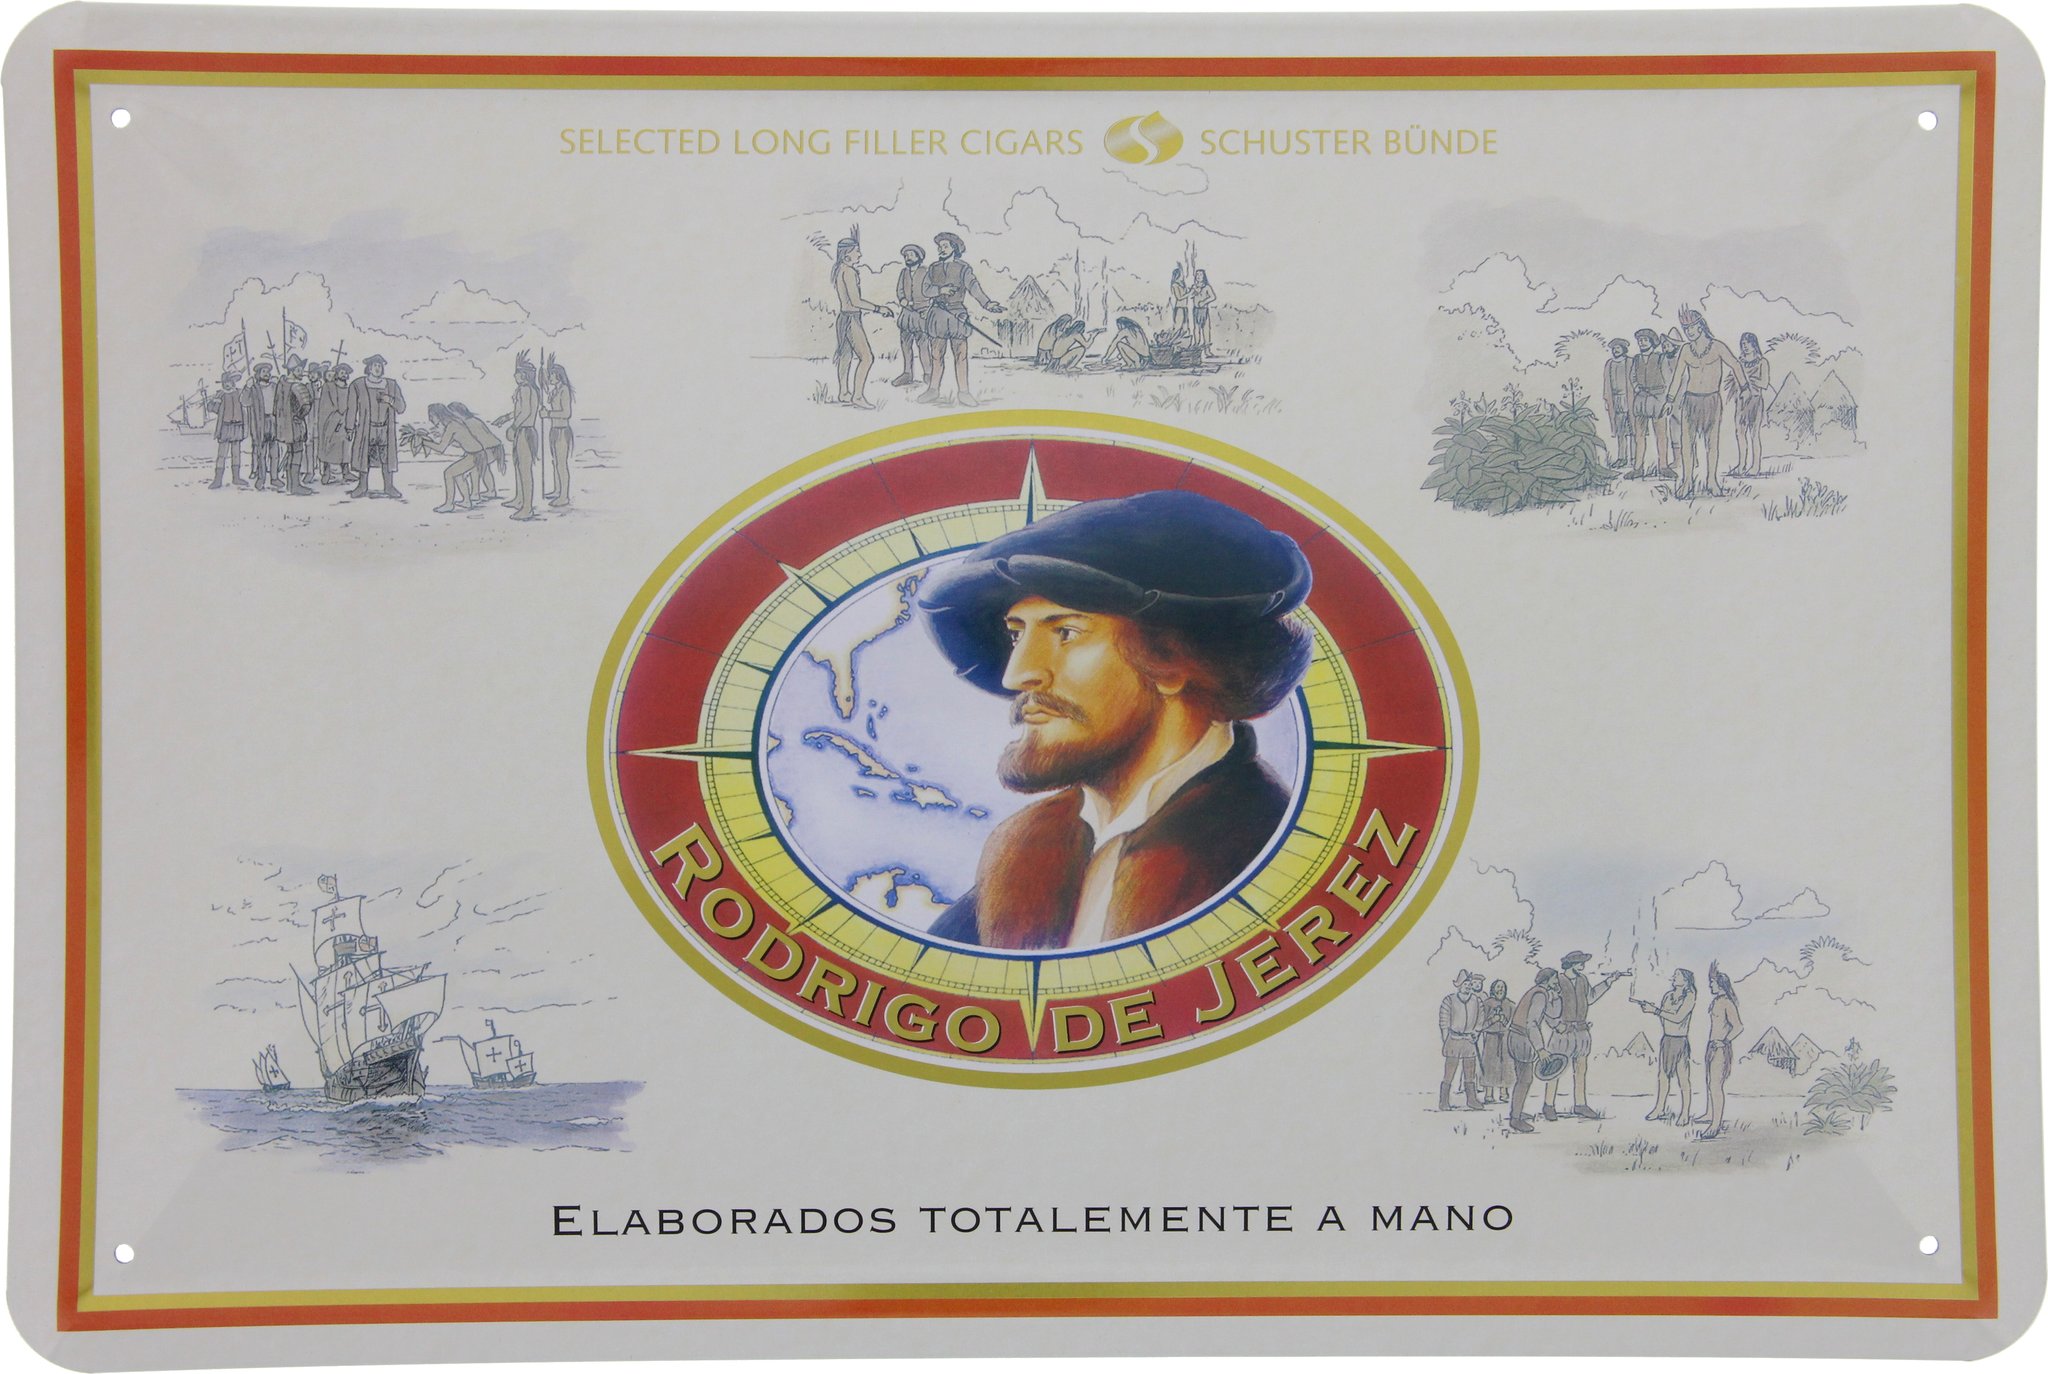 SELECTED LONG FILLER CIGARS S SCHUSTER BÜNDE
RODRIGO DE JEREZ
ELABORADOS TOTALEMENTE A MANO